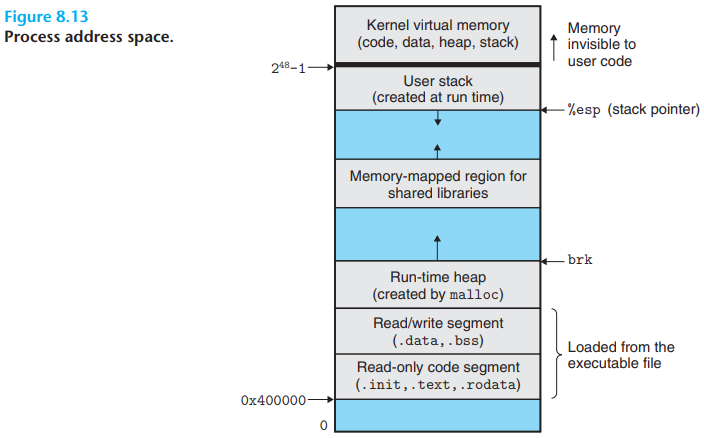 Figure 8.13
Process address space.
Kernel virtual memory
(code, data, heap, stack)
Memory
invisible to
user code
2⁴⁸−1
User stack
(created at run time)
%esp (stack pointer)
Memory-mapped region for
shared libraries
brk
Run-time heap
(created by malloc)
Read/write segment
(.data,.bss)
Loaded from the
executable file
Read-only code segment
(.init,.text,.rodata)
0x400000
0